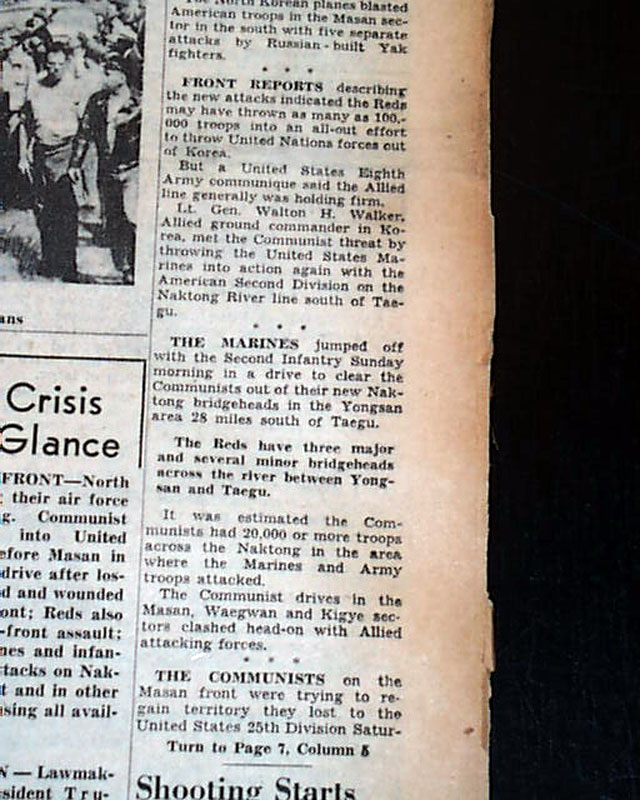 The North Korean planes blasted
American troops in the Masan sec-
tor in the south with five separate
attacks by Russian-built Yak
fighters.
* * *
FRONT REPORTS describing
the new attacks indicated the Reds
may have thrown as many as 100,-
000 troops into an all-out effort
to throw United Nations forces out
of Korea.
But a United States Eighth
Army communique said the Allied
line generally was holding firm.
Lt. Gen. Walton H. Walker,
Allied ground commander in Ko-
rea, met the Communist threat by
throwing the United States Ma-
rines into action again with the
American Second Division on the
Naktong River line south of Tae-
gu.
* * *
THE MARINES jumped off
with the Second Infantry Sunday
morning in a drive to clear the
Communists out of their new Nak-
tong bridgeheads in the Yongsan
area 28 miles south of Taegu.
The Reds have three major
and several minor bridgeheads
across the river between Yong-
san and Taegu.
It was estimated the Com-
munists had 20,000 or more troops
across the Naktong in the area
where the Marines and Army
troops attacked.
The Communist drives in the
Masan, Waegwan and Kigye sec-
tors clashed head-on with Allied
attacking forces.
* * *
THE COMMUNISTS on the
Masan front were trying to re-
gain territory they lost to the
United States 25th Division Satur-
Turn to Page 7, Column 5
Shooting Starts
ans
Crisis
Glance
FRONT—North
their air force
g. Communist
into United
efore Masan in
drive after los-
d and wounded
ont; Reds also
-front assault;
nes and infan-
tacks on Nak-
t and in other
sing all avail-
N — Lawmak-
sident Tru-